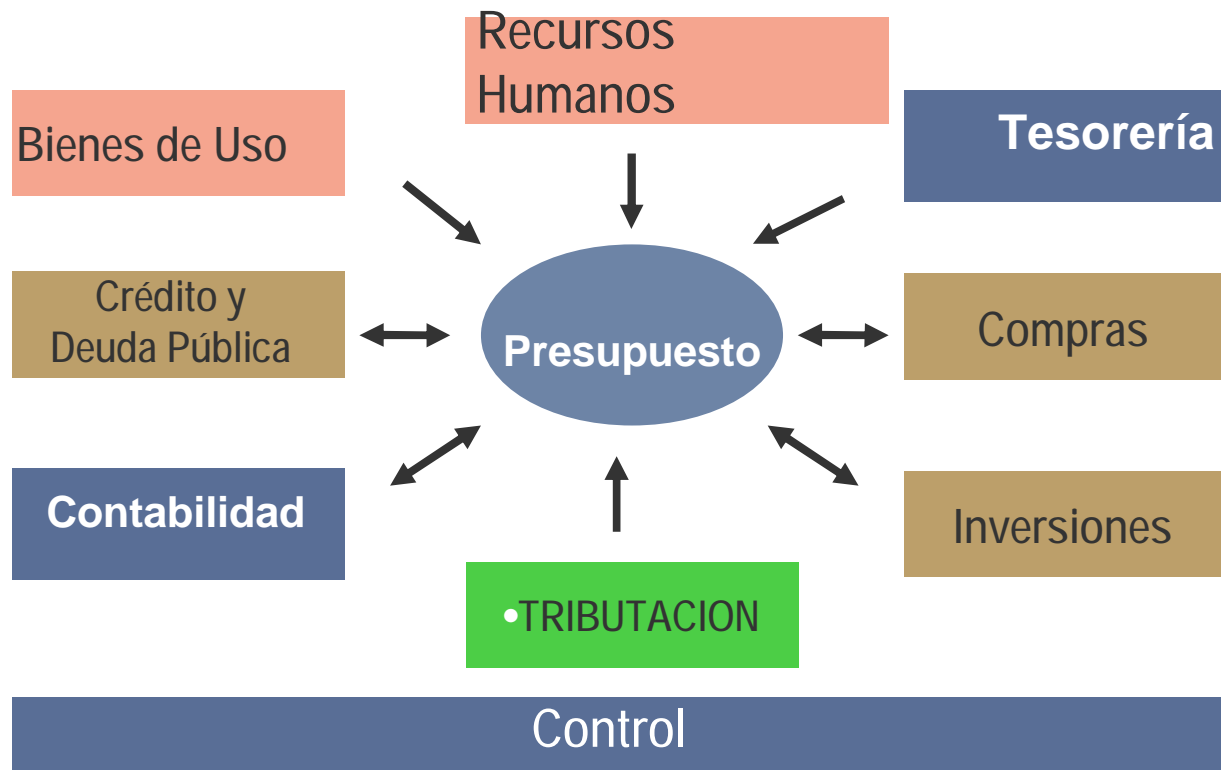 Recursos
Humanos
Bienes de Uso
Tesorería
Crédito y
Deuda Pública
Presupuesto
Compras
Contabilidad
Inversiones
•TRIBUTACION
Control